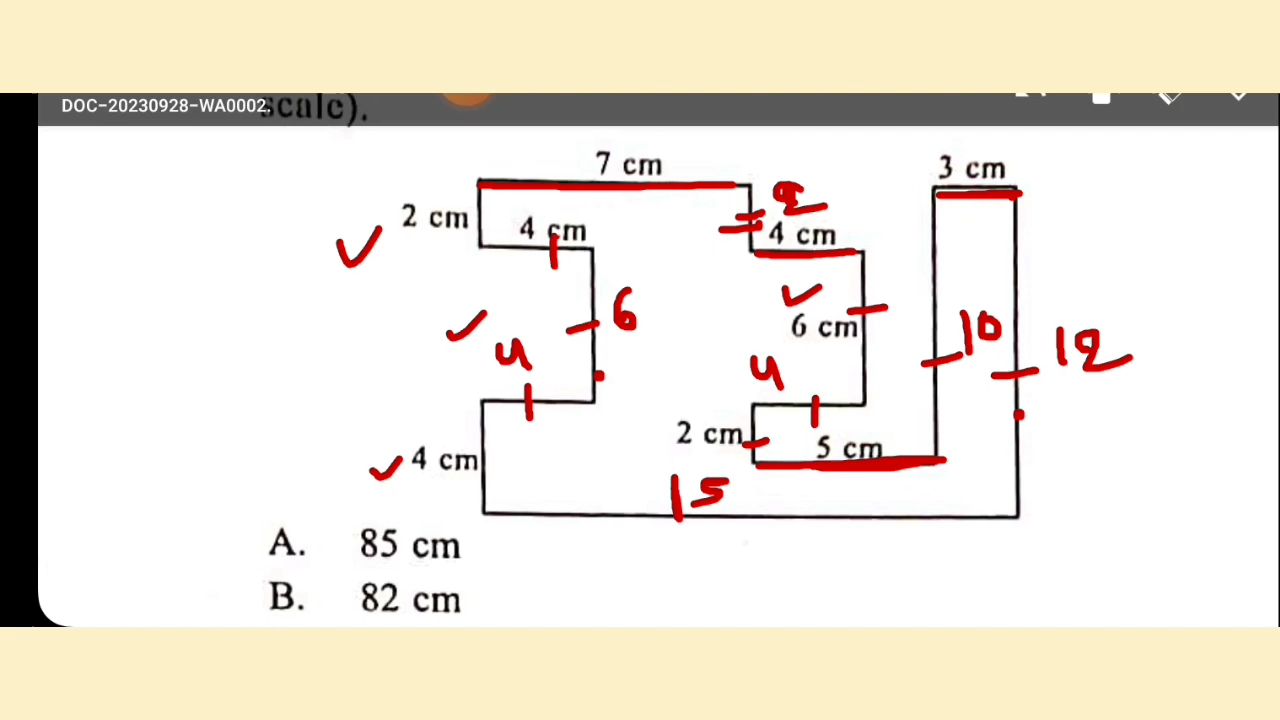 DOC-20230928-WA0002.
scale).
7 cm
3 cm
2 cm
4 cm
2
4 cm
6
6 cm
10
12
4
4
2 cm
5 cm
4 cm
15
A. 85 cm
B. 82 cm